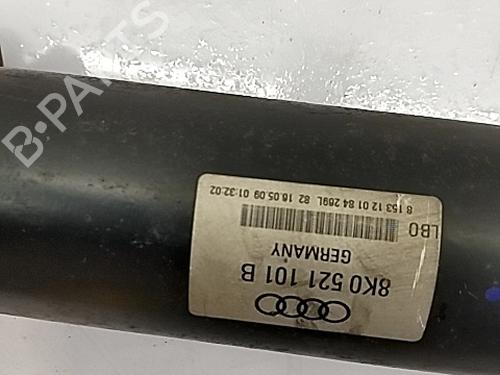 B-PARTS
8K0 521 101 B
GERMANY
LBO
8 153 12 01 84 269L 82 16.05.09 01:32:02